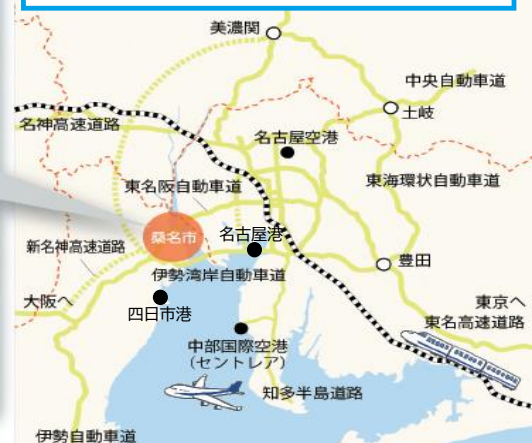 美濃関
中央自動車道
土岐
名神高速道路
名古屋空港
東名阪自動車道
東海環状自動車道
桑名市
名古屋港
新名神高速道路
豊田
伊勢湾岸自動車道
大阪へ
東京へ
四日市港
東名高速道路
中部国際空港
(セントレア)
知多半島道路
伊勢自動車道